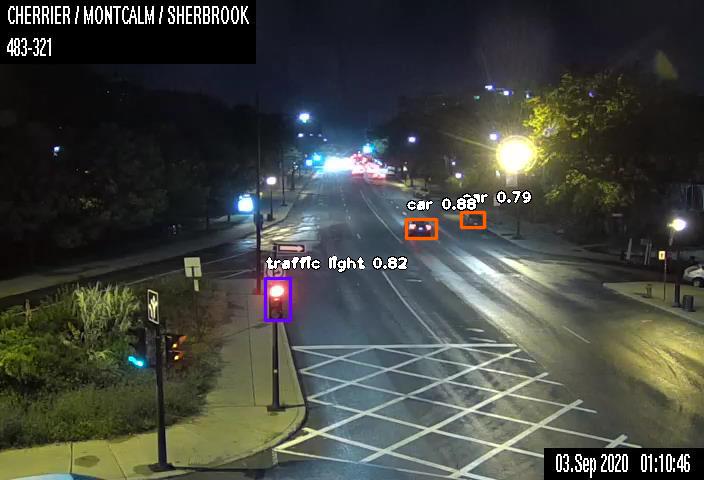 CHERRIER / MONTCALM / SHERBROOK
483-321
car 0.88
car 0.79
traffic light 0.82
03.Sep 2020 01:10:46